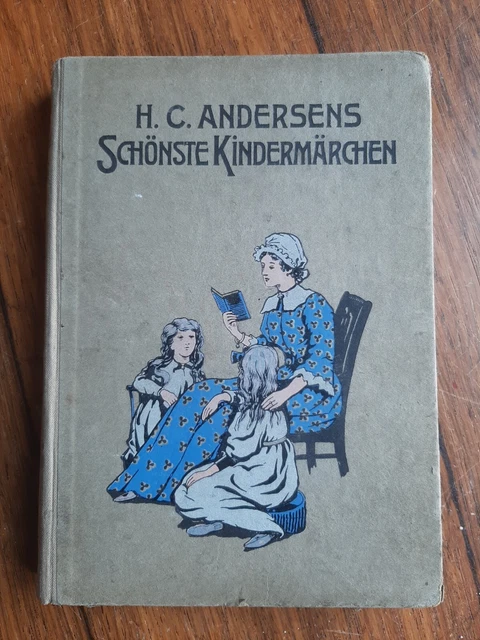 H. C. ANDERSENS
SCHÖNSTE KINDERMÄRCHEN